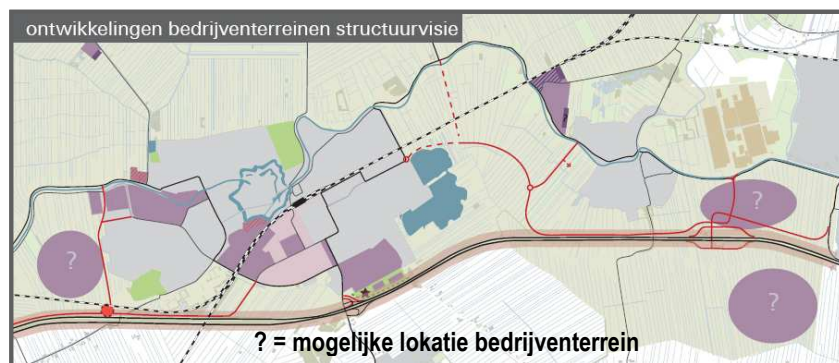 ontwikkelingen bedrijventerreinen structuurvisie
?
?
?
? = mogelijke lokatie bedrijventerrein